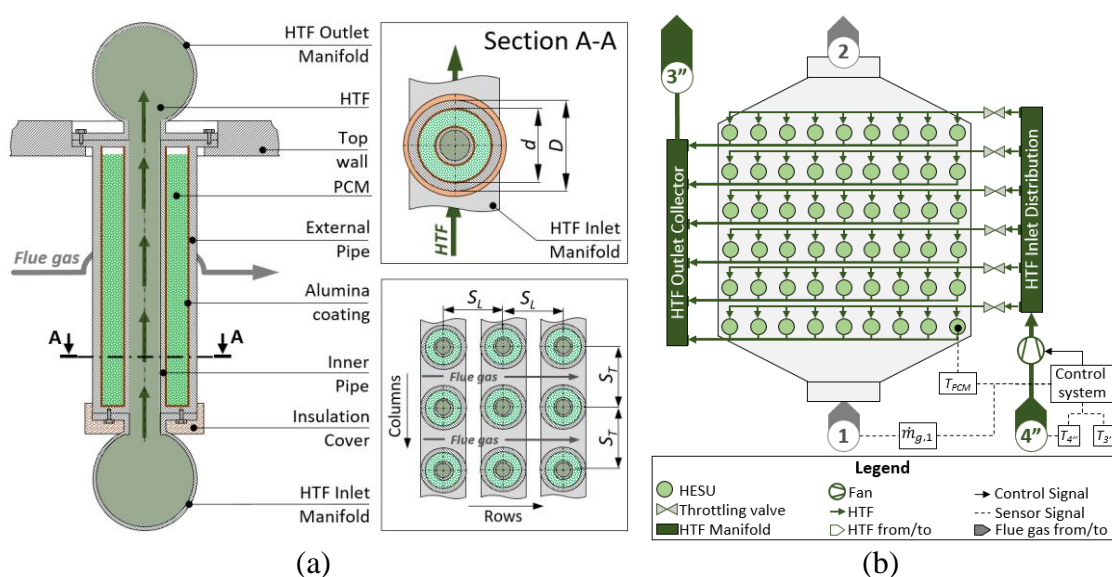 HTF Outlet
Manifold
HTF
Top
wall
PCM
External
Pipe
Alumina
coating
Inner
Pipe
Insulation
Cover
HTF Inlet
Manifold
Flue gas
A
A
Section A-A
d
D
HTF
HTF Inlet
Manifold
S_L
S_L
Flue gas
Flue gas
S_T
S_T
Columns
Rows
(a)
3″
2
HTF Outlet Collector
HTF Inlet Distribution
T_PCM
Control
system
1
ṁ_g,1
4″
T_4″
T_3″
Legend
HESU
Throttling valve
HTF Manifold
Fan
HTF
HTF from/to
Control Signal
Sensor Signal
Flue gas from/to
(b)